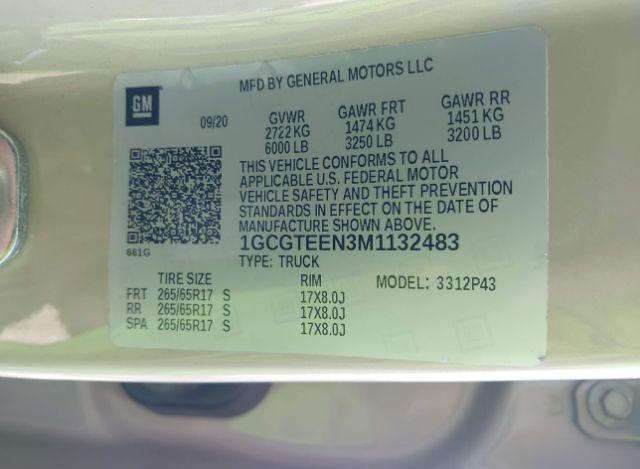 MFD BY GENERAL MOTORS LLC
GM
09/20
GVWR GAWR FRT GAWR RR
2722 KG 1474 KG 1451 KG
6000 LB 3250 LB 3200 LB
THIS VEHICLE CONFORMS TO ALL
APPLICABLE U.S. FEDERAL MOTOR
VEHICLE SAFETY AND THEFT PREVENTION
STANDARDS IN EFFECT ON THE DATE OF
MANUFACTURE SHOWN ABOVE.
661G
1GCGTEEN3M1132483
TYPE: TRUCK
TIRE SIZE RIM MODEL: 3312P43
FRT 265/65R17 S 17X8.0J
RR 265/65R17 S 17X8.0J
SPA 265/65R17 S 17X8.0J